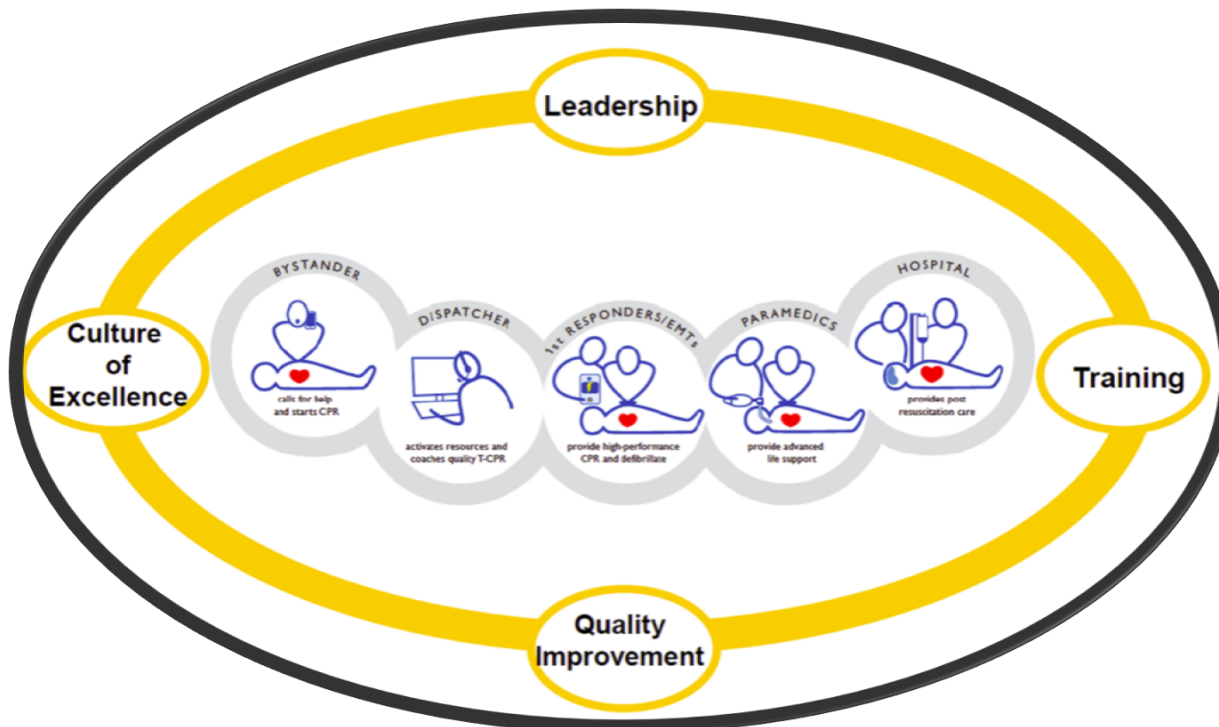 Leadership
Culture
of
Excellence
BYSTANDER
calls for help
and starts CPR
DISPATCHER
activates resources and
coaches quality T-CPR
1st RESPONDERS/EMTs
provide high-performance
CPR and defibrillate
PARAMEDICS
provide advanced
life support
HOSPITAL
provides post
resuscitation care
Training
Quality
Improvement